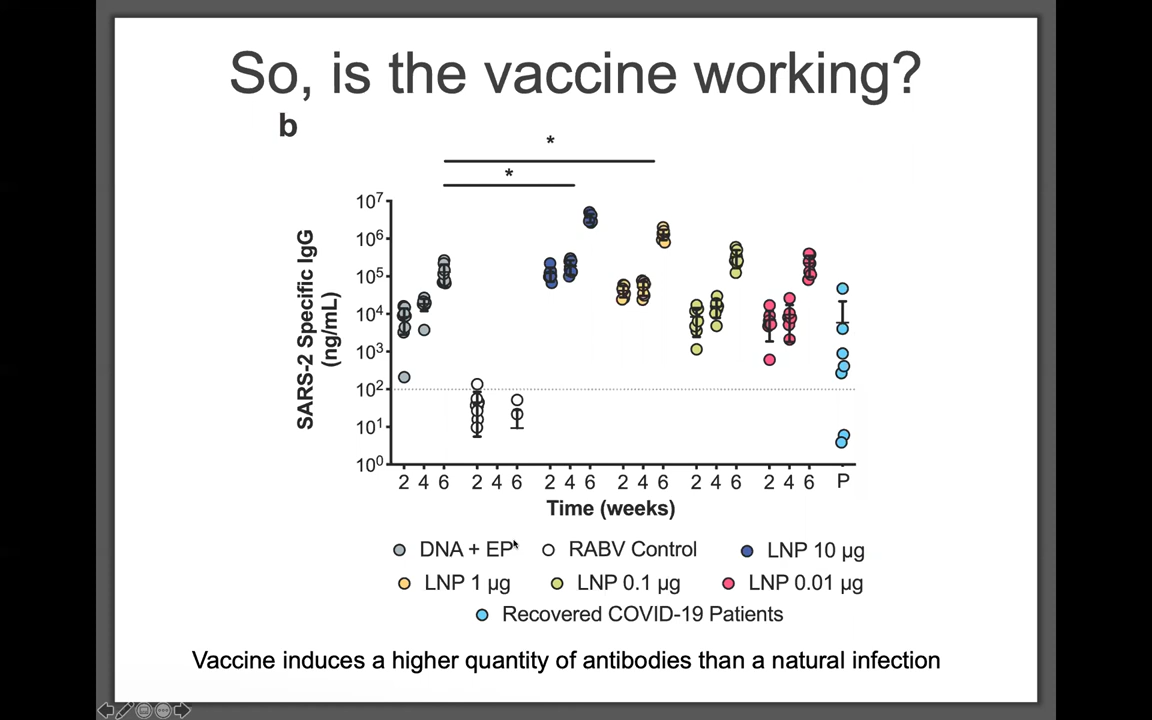 So, is the vaccine working?
b
*
*
SARS-2 Specific IgG
(ng/mL)
10⁷
10⁶
10⁵
10⁴
10³
10²
10¹
10⁰
2 4 6 2 4 6 2 4 6 2 4 6 2 4 6 2 4 6 P
Time (weeks)
DNA + EP RABV Control LNP 10 µg
LNP 1 µg LNP 0.1 µg LNP 0.01 µg
Recovered COVID-19 Patients
Vaccine induces a higher quantity of antibodies than a natural infection